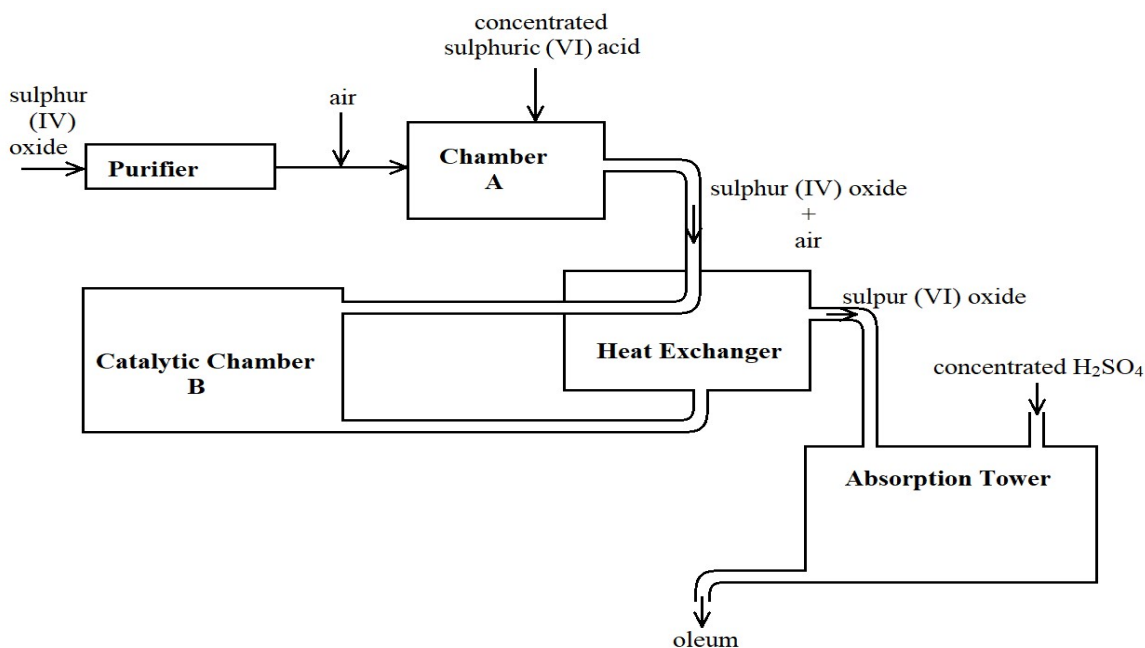 concentrated
sulphuric (VI) acid
sulphur
(IV)
oxide
air
Purifier
Chamber
A
sulphur (IV) oxide
+
air
Catalytic Chamber
B
Heat Exchanger
sulpur (VI) oxide
concentrated H₂SO₄
Absorption Tower
oleum